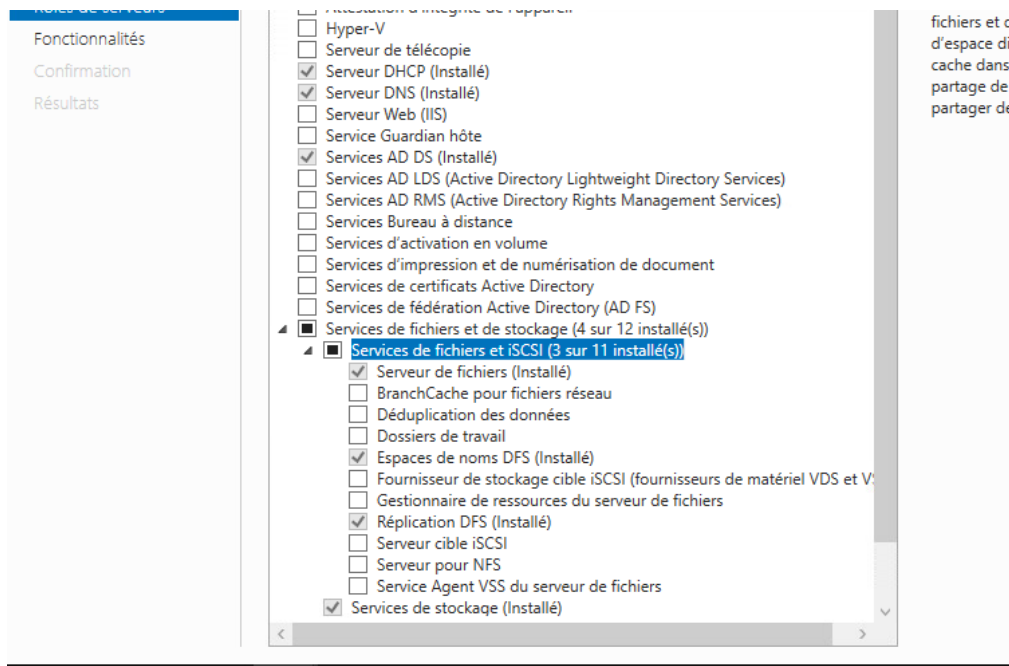 Rôles de serveurs
Fonctionnalités
Confirmation
Résultats
Attestation d'intégrité de l'appareil
Hyper-V
Serveur de télécopie
Serveur DHCP (Installé)
Serveur DNS (Installé)
Serveur Web (IIS)
Service Guardian hôte
Services AD DS (Installé)
Services AD LDS (Active Directory Lightweight Directory Services)
Services AD RMS (Active Directory Rights Management Services)
Services Bureau à distance
Services d'activation en volume
Services d'impression et de numérisation de document
Services de certificats Active Directory
Services de fédération Active Directory (AD FS)
Services de fichiers et de stockage (4 sur 12 installé(s))
Services de fichiers et iSCSI (3 sur 11 installé(s))
Serveur de fichiers (Installé)
BranchCache pour fichiers réseau
Déduplication des données
Dossiers de travail
Espaces de noms DFS (Installé)
Fournisseur de stockage cible iSCSI (fournisseurs de matériel VDS et
Gestionnaire de ressources du serveur de fichiers
Réplication DFS (Installé)
Serveur cible iSCSI
Serveur pour NFS
Service Agent VSS du serveur de fichiers
Services de stockage (Installé)
fichiers et
d'espace
cache dans
partage de
partager